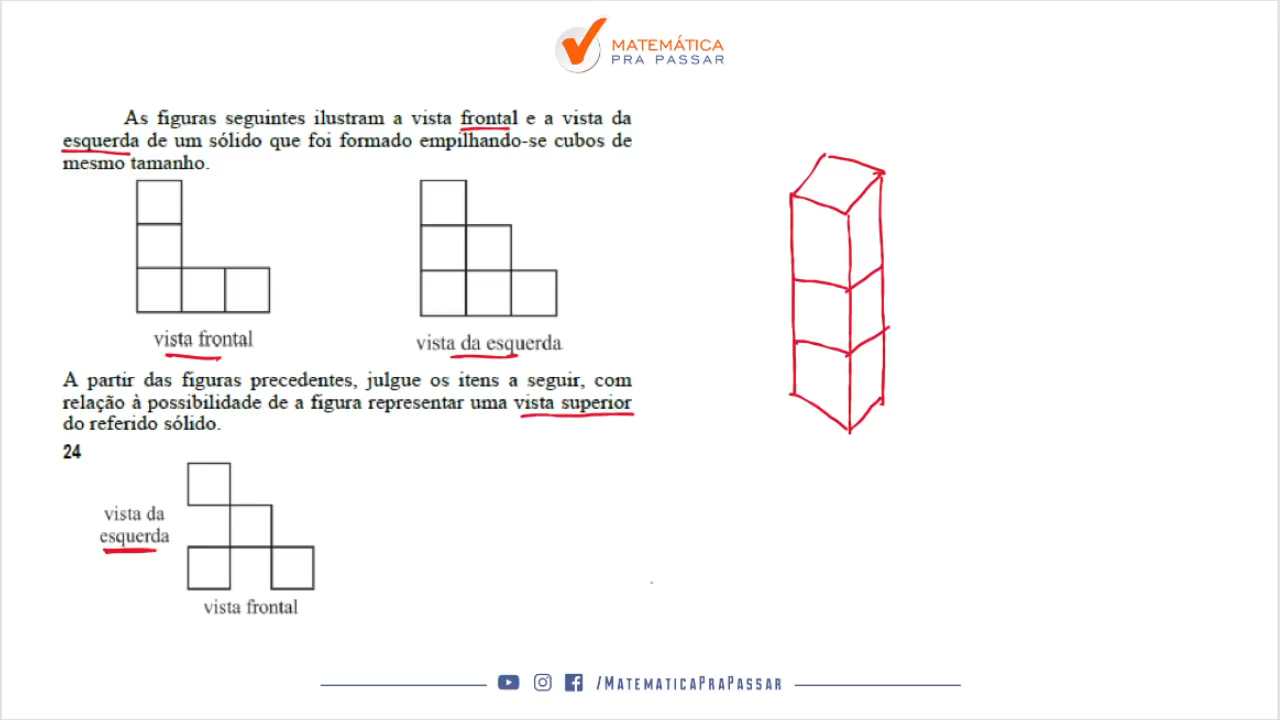 MATEMÁTICA
PRA PASSAR
As figuras seguintes ilustram a vista frontal e a vista da
esquerda de um sólido que foi formado empilhando-se cubos de
mesmo tamanho.
vista frontal
vista da esquerda
A partir das figuras precedentes, julgue os itens a seguir, com
relação à possibilidade de a figura representar uma vista superior
do referido sólido.
24
vista da
esquerda
vista frontal
/MATEMATICAPRAPASSAR